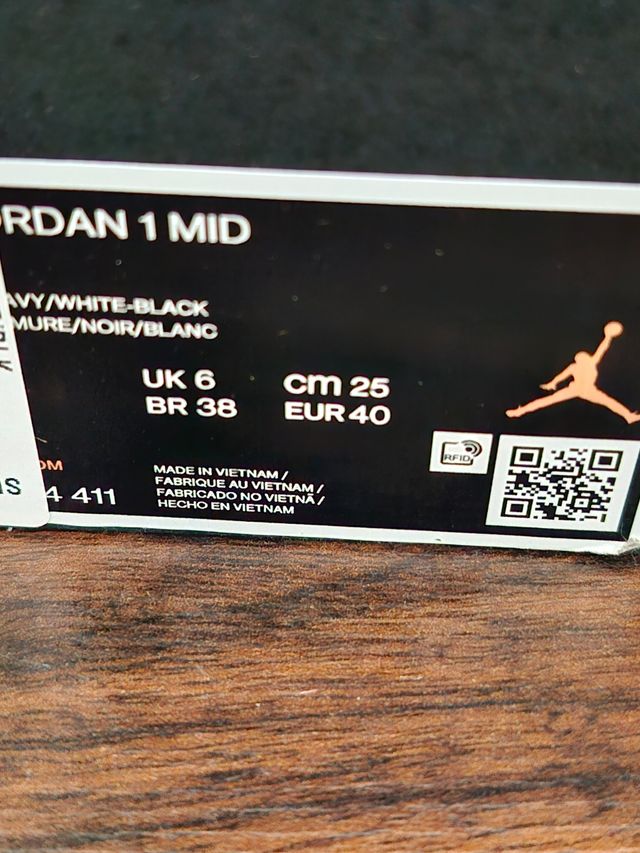 RDAN 1 MID
AVY/WHITE-BLACK
MURE/NOIR/BLANC
UK 6 cm 25
BR 38 EUR 40
RFID
OM
4 411
MADE IN VIETNAM /
FABRIQUE AU VIETNAM /
FABRICADO NO VIETNÃ /
HECHO EN VIETNAM